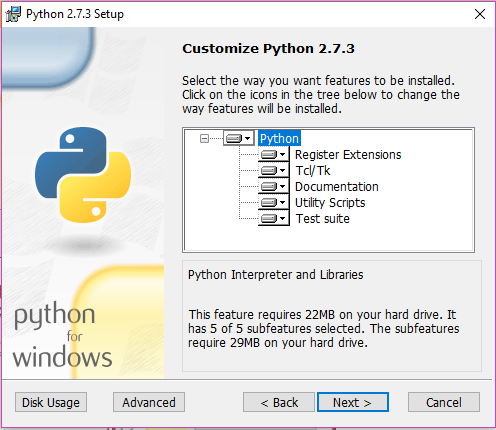 Python 2.7.3 Setup
Customize Python 2.7.3
Select the way you want features to be installed.
Click on the icons in the tree below to change the
way features will be installed.
Python
Register Extensions
Tcl/Tk
Documentation
Utility Scripts
Test suite
Python Interpreter and Libraries
This feature requires 22MB on your hard drive. It
has 5 of 5 subfeatures selected. The subfeatures
require 29MB on your hard drive.
python
for
windows
Disk Usage
Advanced
< Back
Next >
Cancel